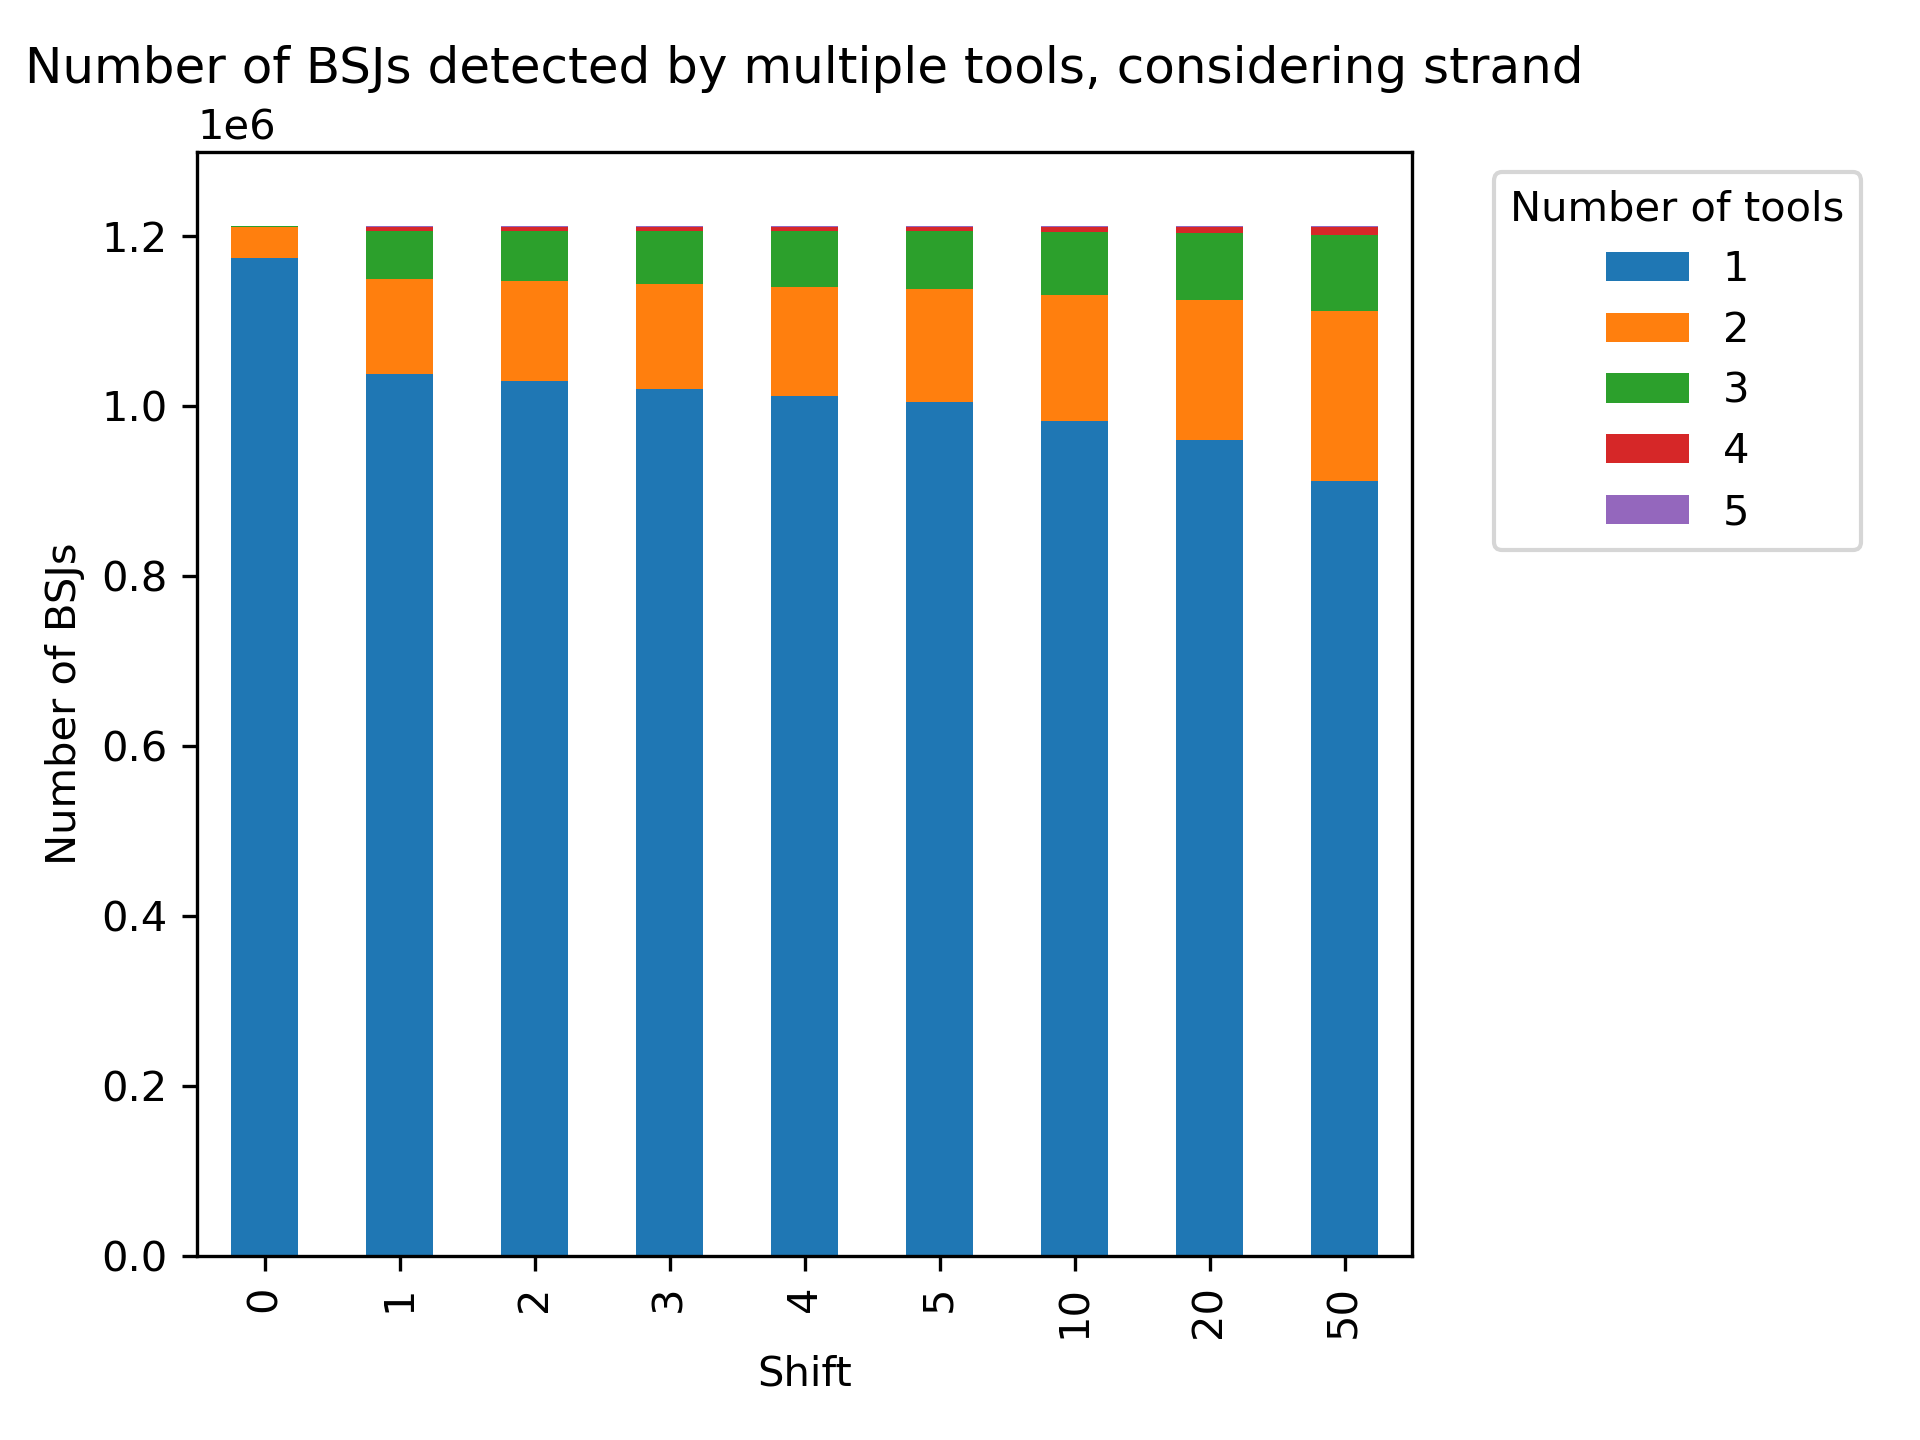 Number of BSJs detected by multiple tools, considering strand
1e6
1.2
1.0
0.8
0.6
0.4
0.2
0.0
Number of BSJs
0 1 2 3 4 5 10 20 50
Shift
Number of tools
1
2
3
4
5